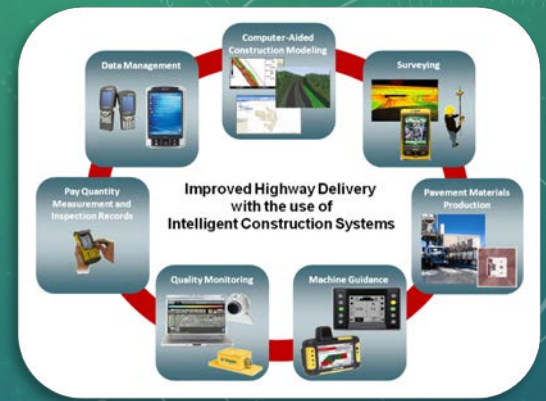 Computer-Aided
Construction Modeling
Data Management
Surveying
Pay Quantity
Measurement and
Inspection Records
Improved Highway Delivery
with the use of
Intelligent Construction Systems
Pavement Materials
Production
Quality Monitoring
Machine Guidance